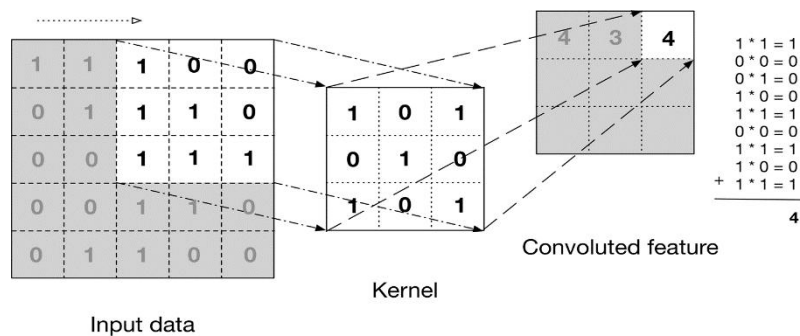 1 1 1 0 0
0 1 1 1 0
0 0 1 1 1
0 0 1 1 0
0 1 1 0 0
Input data
1 0 1
0 1 0
1 0 1
Kernel
4 3 4
Convoluted feature
1 * 1 = 1
0 * 0 = 0
0 * 1 = 0
1 * 0 = 0
1 * 1 = 1
0 * 0 = 0
1 * 1 = 1
1 * 0 = 0
+ 1 * 1 = 1
4